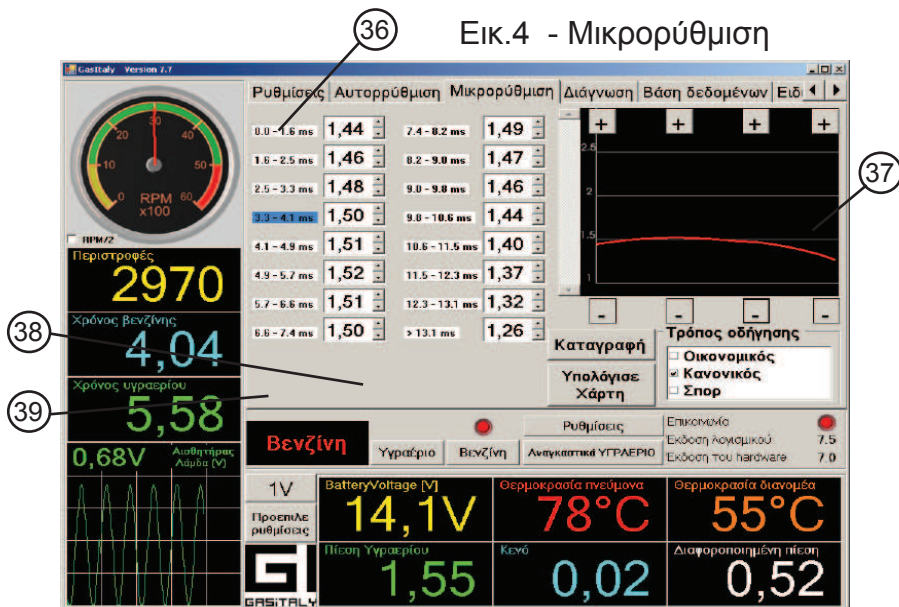 36
Εικ.4 - Μικρορύθμιση
GasItaly Version 7.7
Ρυθμίσεις Αυτορρύθμιση Μικρορύθμιση Διάγνωση Βάση δεδομένων Ειδ
0.0 - 1.6 ms 1,44 7.4 - 8.2 ms 1,49
1.6 - 2.5 ms 1,46 8.2 - 9.0 ms 1,47
2.5 - 3.3 ms 1,48 9.0 - 9.8 ms 1,46
3.3 - 4.1 ms 1,50 9.8 - 10.6 ms 1,44
4.1 - 4.9 ms 1,51 10.6 - 11.5 ms 1,40
4.9 - 5.7 ms 1,52 11.5 - 12.3 ms 1,37
5.7 - 6.6 ms 1,51 12.3 - 13.1 ms 1,32
6.6 - 7.4 ms 1,50 > 13.1 ms 1,26
+ + + +
2.5
2
1.5
1
- - - -
37
0 10 20 30 40 50 60
RPM
x100
RPM/2
Περιστροφές
2970
Χρόνος βενζίνης
4,04
Χρόνος υγραερίου
5,58
38
39
Καταγραφή
Υπολόγισε
Χάρτη
Τρόπος οδήγησης
Οικονομικός
Κανονικός
Σπορ
Βενζίνη
Υγραέριο Βενζίνη
Ρυθμίσεις
Αναγκαστικά ΥΓΡΑΕΡΙΟ
Επικοινωνία
Έκδοση λογισμικού 7.5
Έκδοση του hardware 7.0
0,68V Αισθητήρας
Λάμδα [V]
1V
Προεπιλε
ρυθμίσεις
GASITALY
BatteryVoltage [V]
14,1V
Θερμοκρασία πνεύμονα
78°C
Θερμοκρασία διανομέα
55°C
Πίεση Υγραερίου
1,55
Κενό
0,02
Διαφοροποιημένη πίεση
0,52